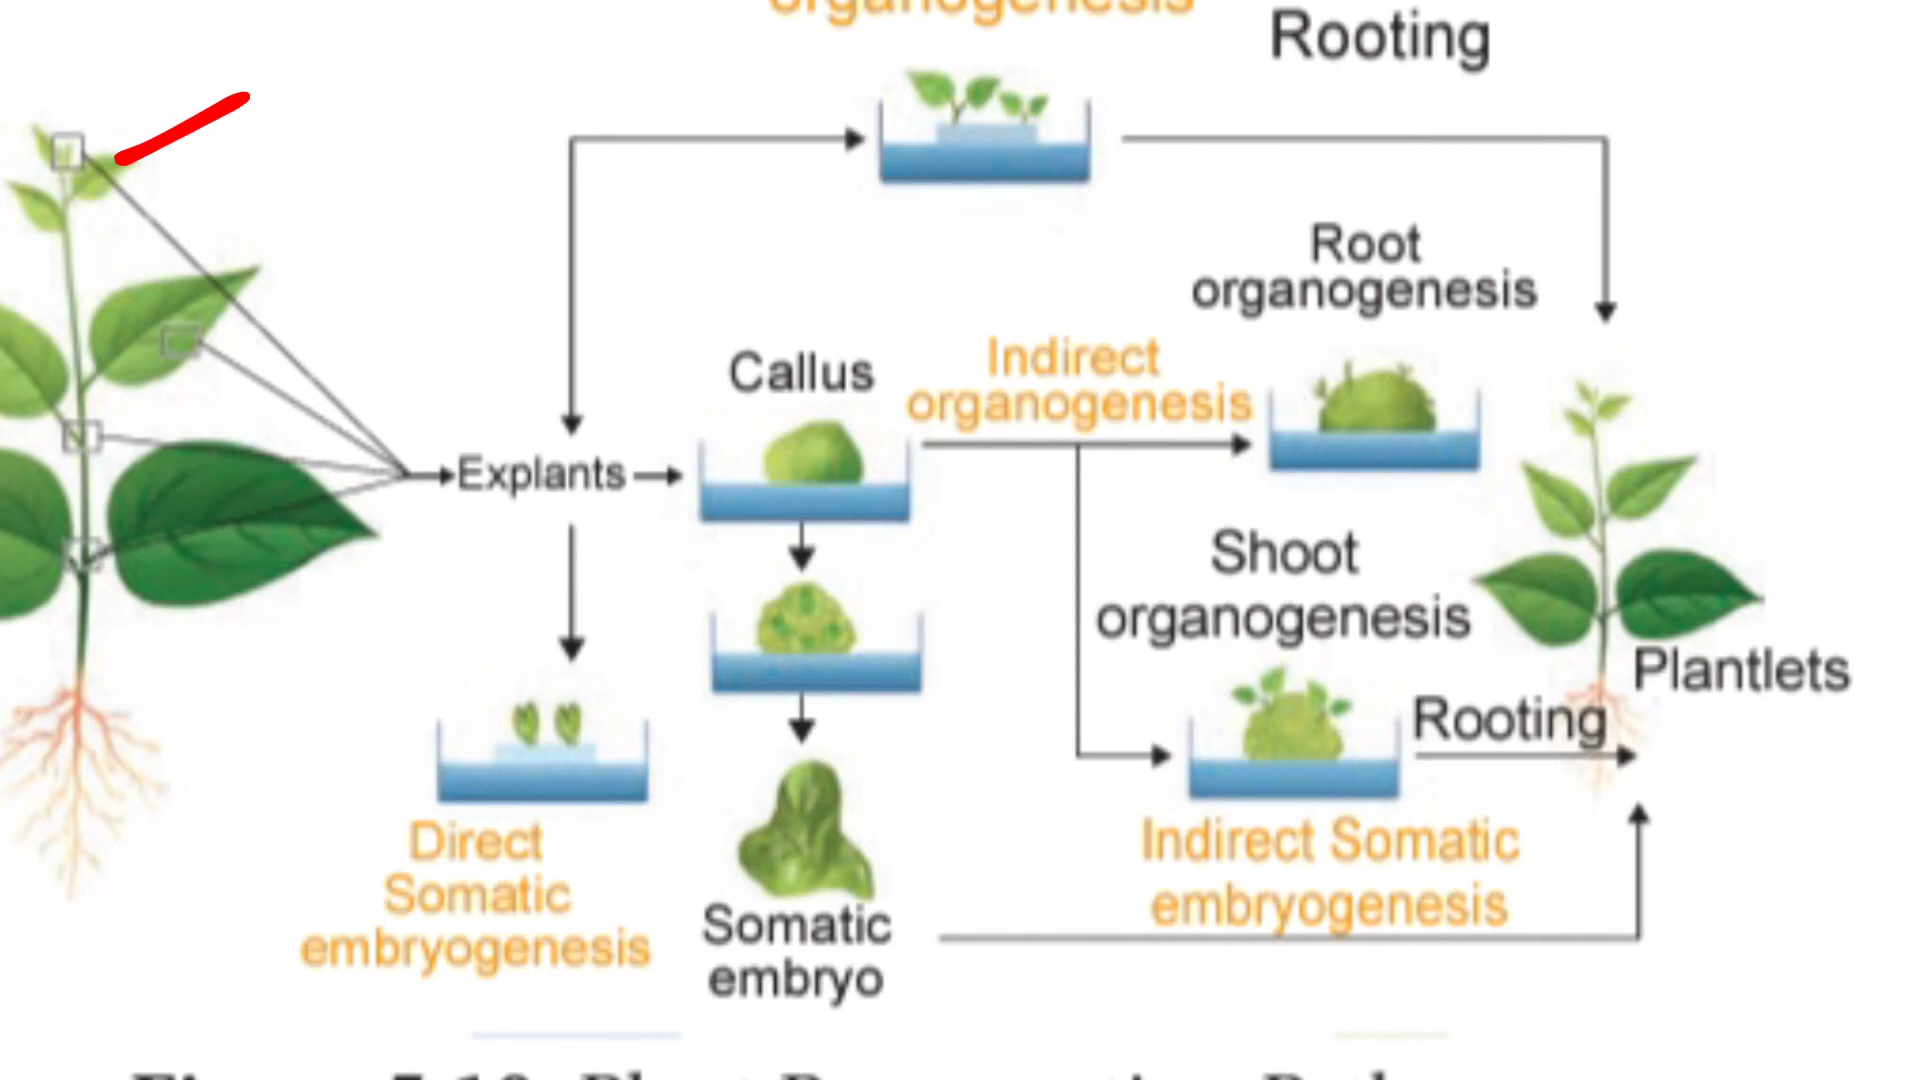 organogenesis
Rooting
Root
organogenesis
Callus
Indirect
organogenesis
Explants
Shoot
organogenesis
Plantlets
Rooting
Direct
Somatic
embryogenesis
Somatic
embryo
Indirect Somatic
embryogenesis